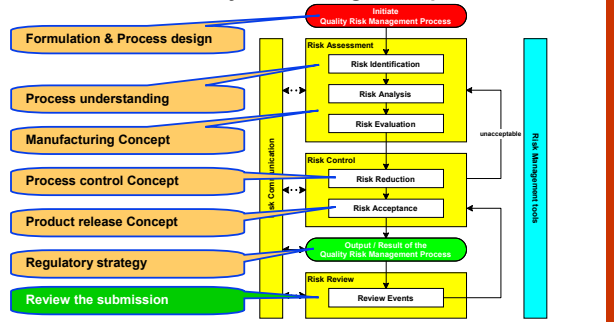 Initiate
Quality Risk Management Process
Formulation & Process design
Risk Assessment
Risk Identification
Process understanding
Risk Analysis
Manufacturing Concept
Risk Evaluation
unacceptable
Risk Communication
Risk Management tools
Risk Control
Process control Concept
Risk Reduction
Product release Concept
Risk Acceptance
Regulatory strategy
Output / Result of the
Quality Risk Management Process
Risk Review
Review the submission
Review Events